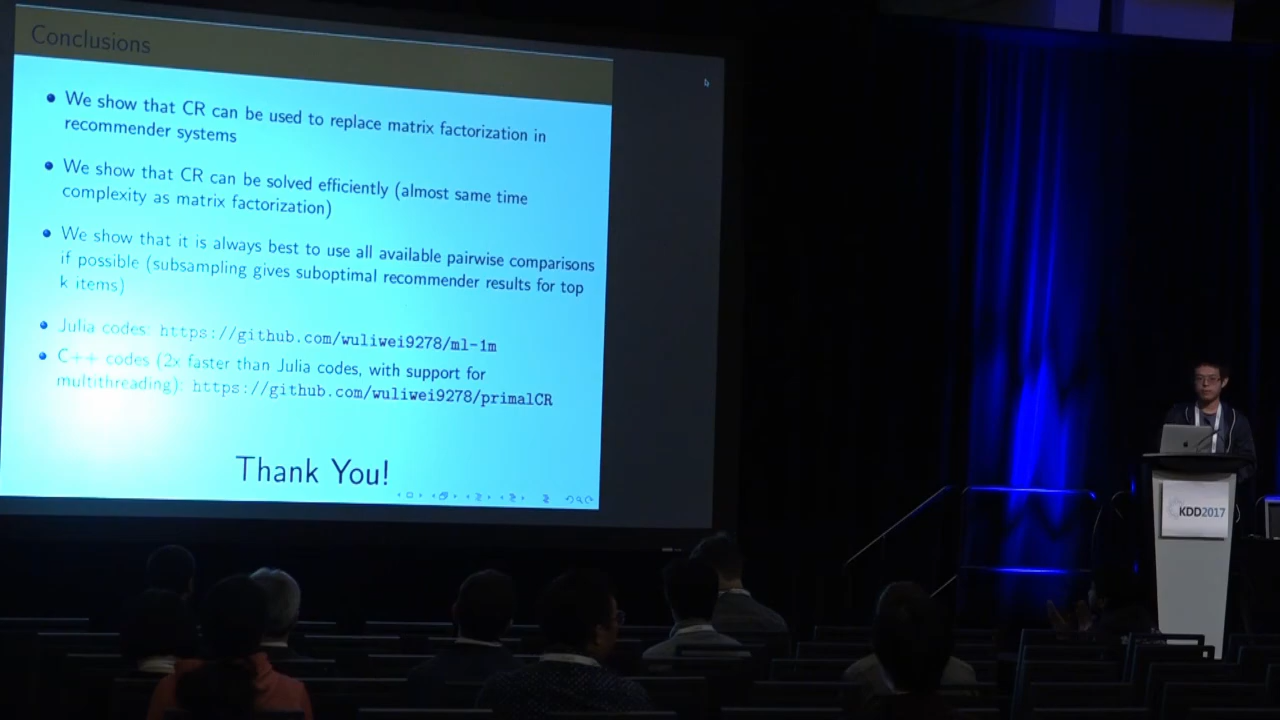 Conclusions
We show that CR can be used to replace matrix factorization in
recommender systems
We show that CR can be solved efficiently (almost same time
complexity as matrix factorization)
We show that it is always best to use all available pairwise comparisons
if possible (subsampling gives suboptimal recommender results for top
k items)
Julia codes: https://github.com/wuliwei9278/ml-1m
C++ codes (2x faster than Julia codes, with support for
multithreading): https://github.com/wuliwei9278/primalCR
Thank You!
KDD2017